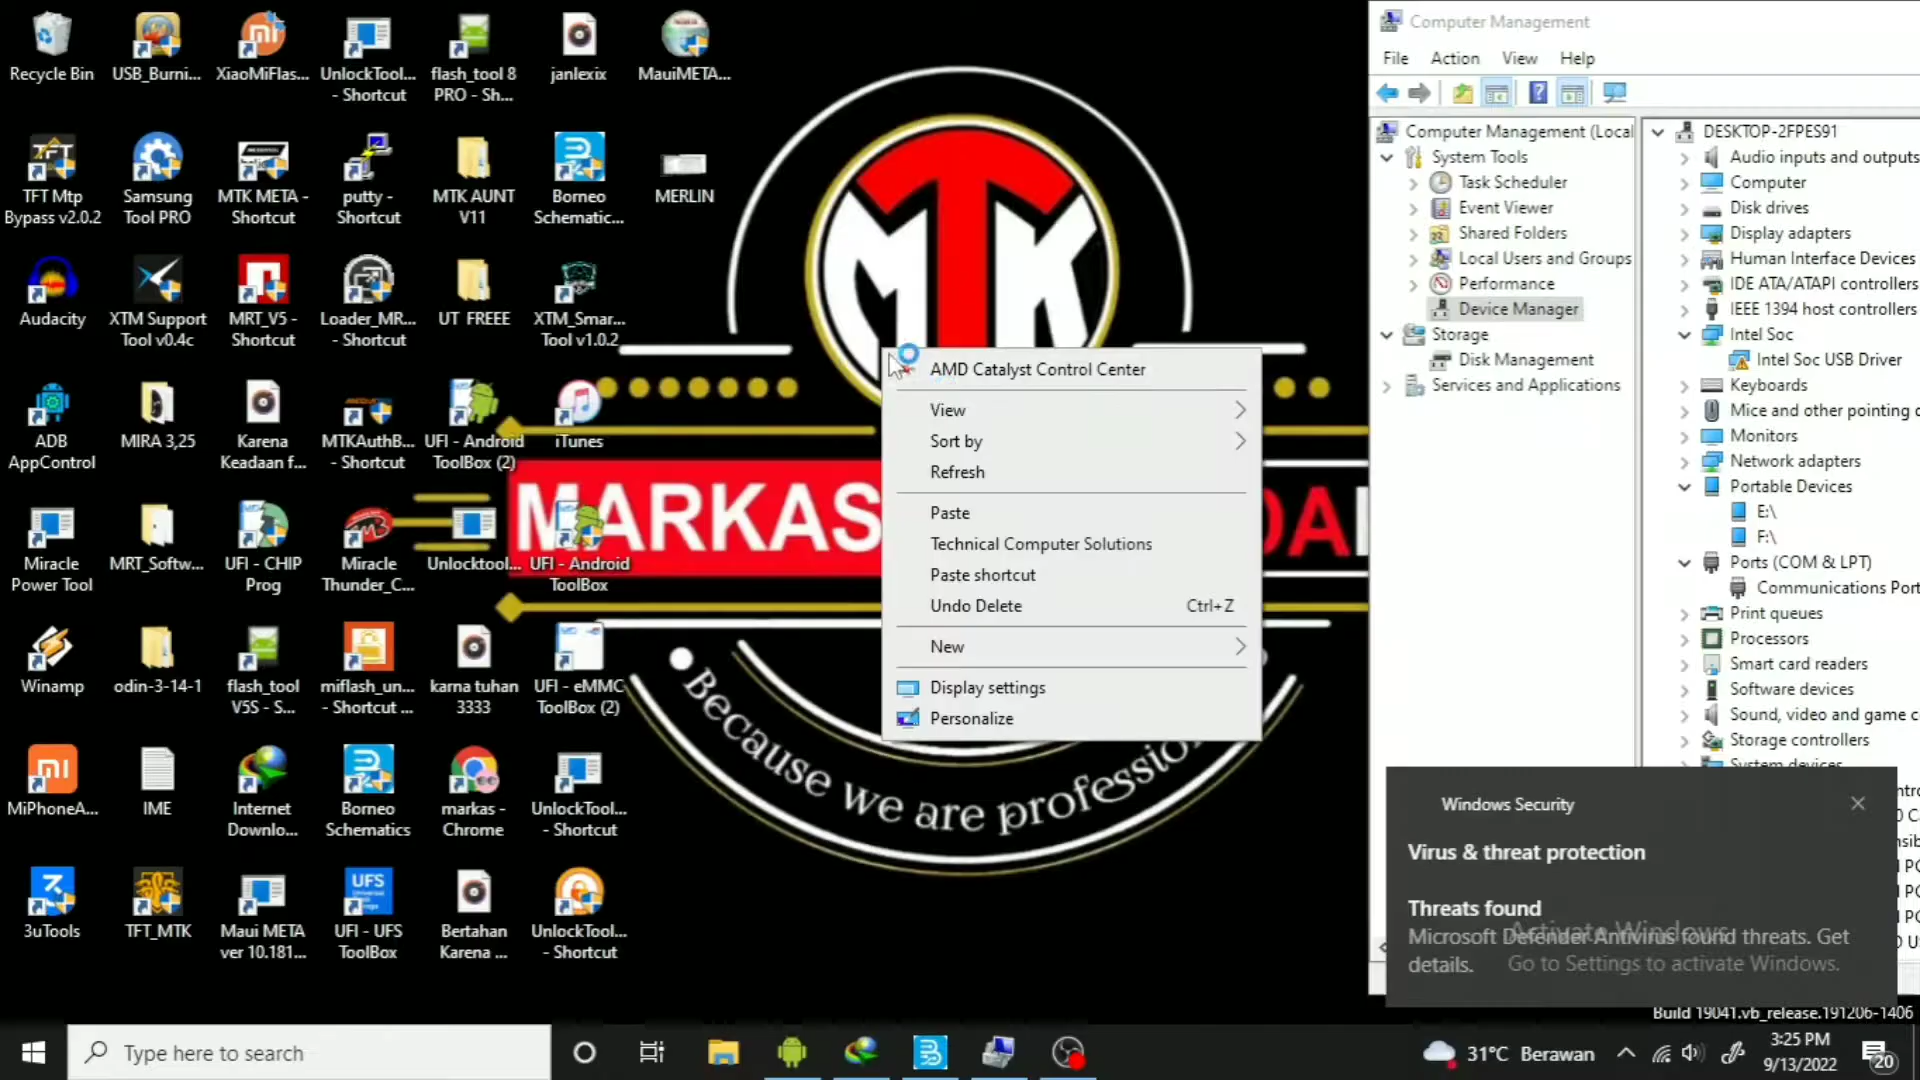 Recycle Bin
USB_Burni...
XiaoMiFlas...
UnlockTool...
- Shortcut
flash_tool 8
PRO - Sh...
janlexix
MauiMETA...
TFT Mtp
Bypass v2.0.2
Samsung
Tool PRO
MTK META -
Shortcut
putty -
Shortcut
MTK AUNT
V11
Borneo
Schematic...
MERLIN
Audacity
XTM Support
Tool v0.4c
MRT_V5 -
Shortcut
Loader_MR...
- Shortcut
UT FREEE
XTM_Smar...
Tool v1.0.2
ADB
AppControl
MIRA 3,25
Karena
Keadaan f...
MTKAuthB...
- Shortcut
UFI - Android
ToolBox (2)
iTunes
Miracle
Power Tool
MRT_Softw...
UFI - CHIP
Prog
Miracle
Thunder_C...
Unlocktool...
UFI - Android
ToolBox
Winamp
odin-3-14-1
flash_tool
V5S - S...
miflash_un...
- Shortcut ...
karna tuhan
3333
UFI - eMMC
ToolBox (2)
MiPhoneA...
IME
Internet
Downlo...
Borneo
Schematics
markas -
Chrome
UnlockTool...
- Shortcut
3uTools
TFT_MTK
Maui META
ver 10.181...
UFI - UFS
ToolBox
Bertahan
Karena ...
UnlockTool...
- Shortcut
MTK
MARKAS
DA
Because we are professio
AMD Catalyst Control Center
View
Sort by
Refresh
Paste
Technical Computer Solutions
Paste shortcut
Undo Delete Ctrl+Z
New
Display settings
Personalize
Computer Management
File Action View Help
Computer Management (Local
System Tools
Task Scheduler
Event Viewer
Shared Folders
Local Users and Groups
Performance
Device Manager
Storage
Disk Management
Services and Applications
DESKTOP-2FPES91
Audio inputs and outputs
Computer
Disk drives
Display adapters
Human Interface Devices
IDE ATA/ATAPI controllers
IEEE 1394 host controllers
Intel Soc
Intel Soc USB Driver
Keyboards
Mice and other pointing
Monitors
Network adapters
Portable Devices
E:\
F:\
Ports (COM & LPT)
Communications Port
Print queues
Processors
Smart card readers
Software devices
Sound, video and game c
Storage controllers
System devices
Windows Security
Virus & threat protection
Threats found
Microsoft Defender Antivirus found threats. Get
details.
Activate Windows
Go to Settings to activate Windows.
Build 19041.vb_release.191206-1406
Type here to search
31°C Berawan
3:25 PM
9/13/2022
20